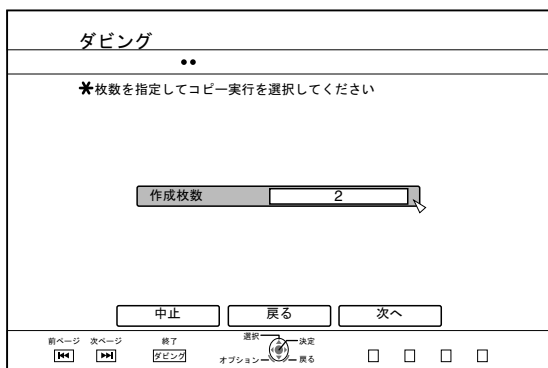 ダビング
••
✱枚数を指定してコピー実行を選択してください
作成枚数 2
中止 戻る 次へ
前ページ 次ページ 終了 選択 決定
ダビング オプション 戻る